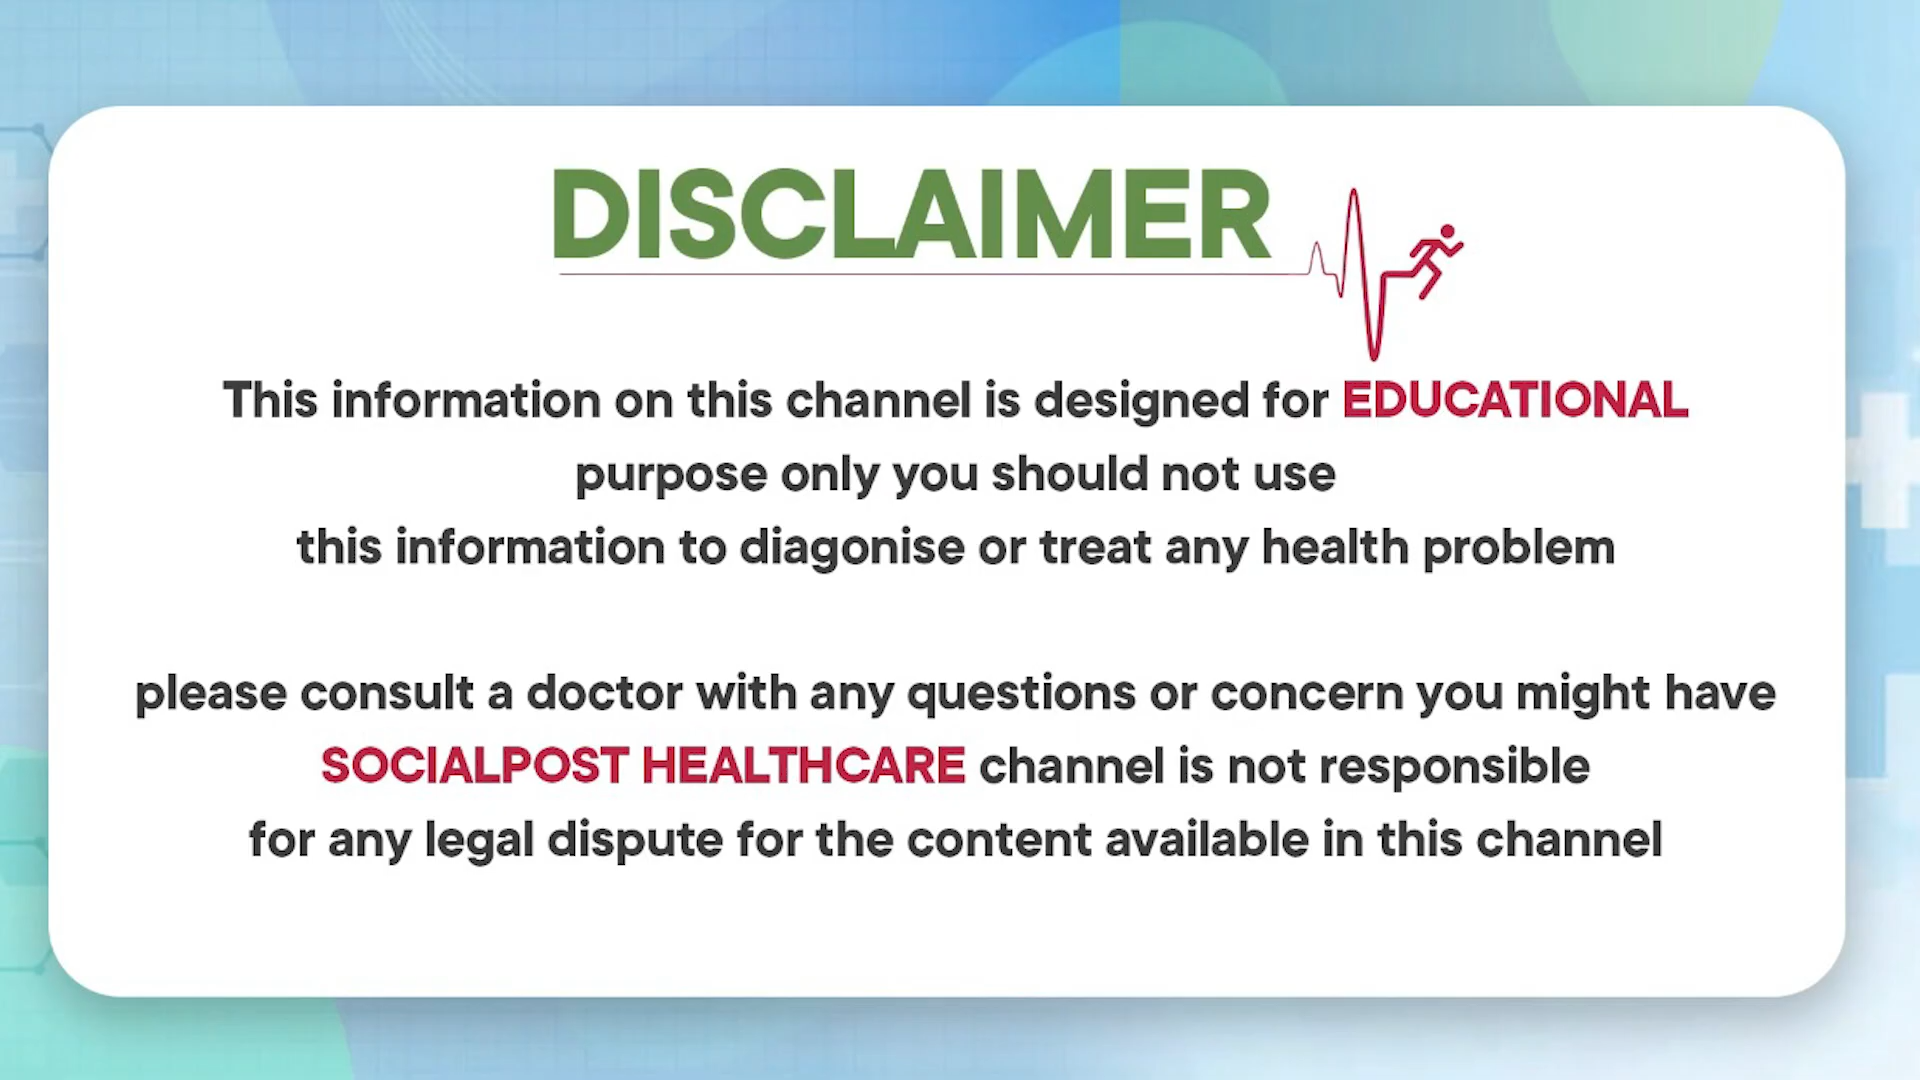 DISCLAIMER
This information on this channel is designed for EDUCATIONAL
purpose only you should not use
this information to diagonise or treat any health problem
please consult a doctor with any questions or concern you might have
SOCIALPOST HEALTHCARE channel is not responsible
for any legal dispute for the content available in this channel